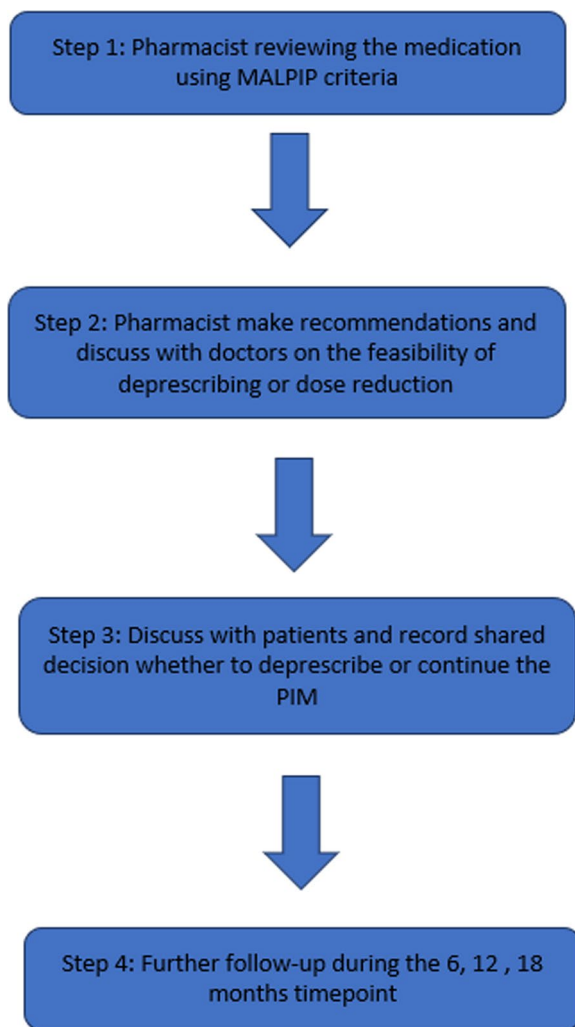 Step 1: Pharmacist reviewing the medication
using MALPIP criteria
Step 2: Pharmacist make recommendations and
discuss with doctors on the feasibility of
deprescribing or dose reduction
Step 3: Discuss with patients and record shared
decision whether to deprescribe or continue the
PIM
Step 4: Further follow-up during the 6, 12 , 18
months timepoint